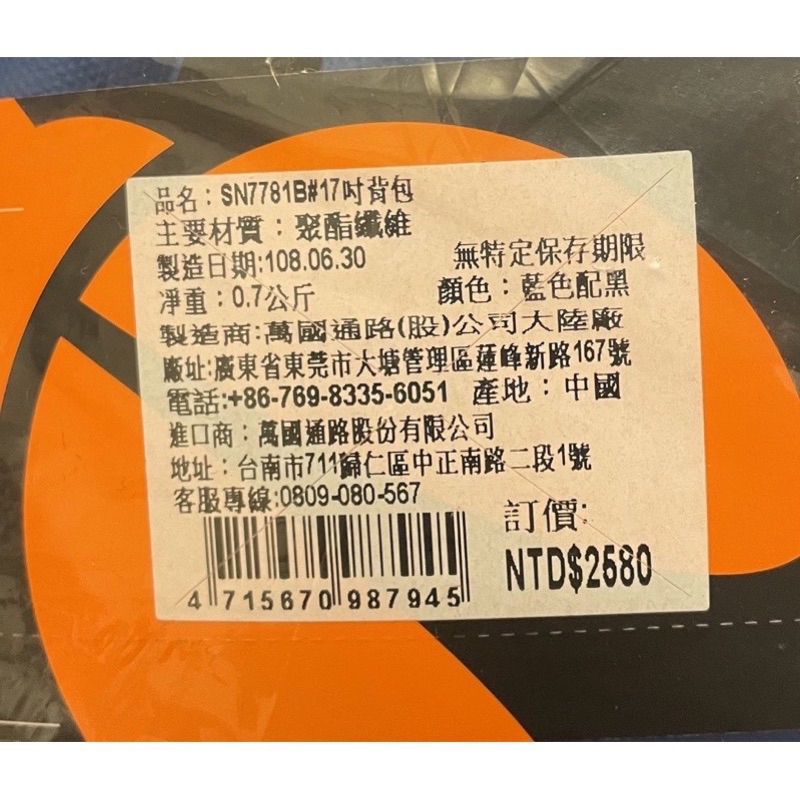 品名：SN7781B#17吋背包
主要材質：聚酯纖維
製造日期:108.06.30
無特定保存期限
淨重：0.7公斤
顏色：藍色配黑
製造商:萬國通路(股)公司大陸廠
廠址:廣東省東莞市大塘管理區蓮峰新路167號
電話:+86-769-8335-6051 產地：中國
進口商：萬國通路股份有限公司
地址：台南市711歸仁區中正南路二段1號
客服專線:0809-080-567
訂價:
NTD$2580
4 715670 987945